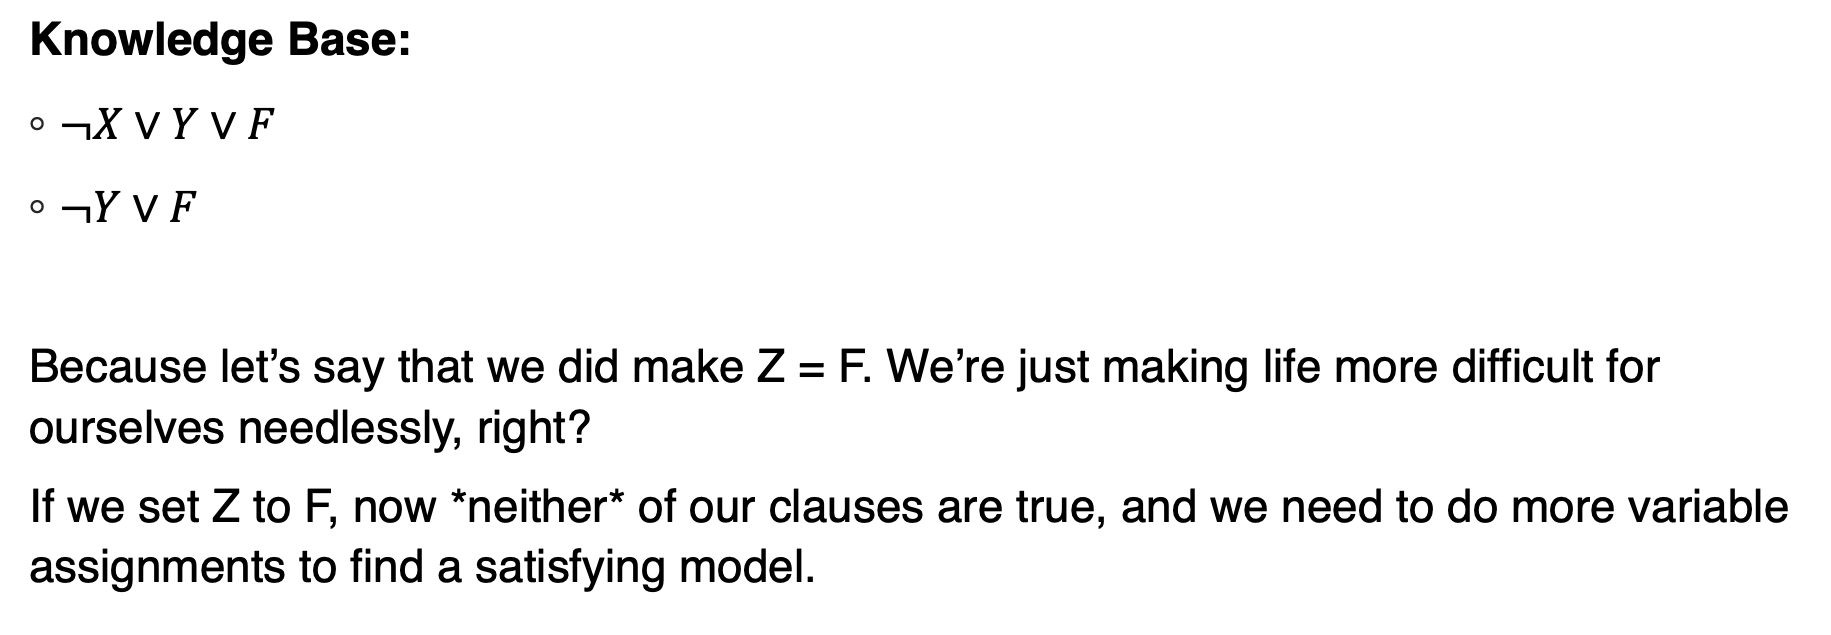 Knowledge Base:
∘ ¬X ∨ Y ∨ F
∘ ¬Y ∨ F
Because let’s say that we did make Z = F. We’re just making life more difficult for
ourselves needlessly, right?
If we set Z to F, now *neither* of our clauses are true, and we need to do more variable
assignments to find a satisfying model.